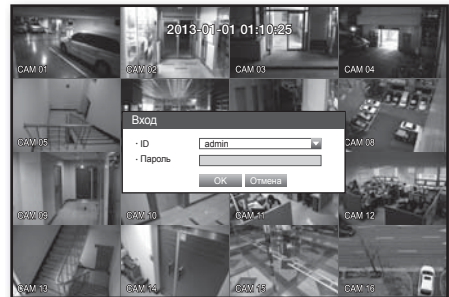 2013-01-01 01:10:25
CAM 01
CAM 02
CAM 03
CAM 04
CAM 05
Вход
CAM 08
· ID admin
· Пароль
OK Отмена
CAM 09
CAM 10
CAM 11
CAM 12
CAM 13
CAM 14
CAM 15
CAM 16